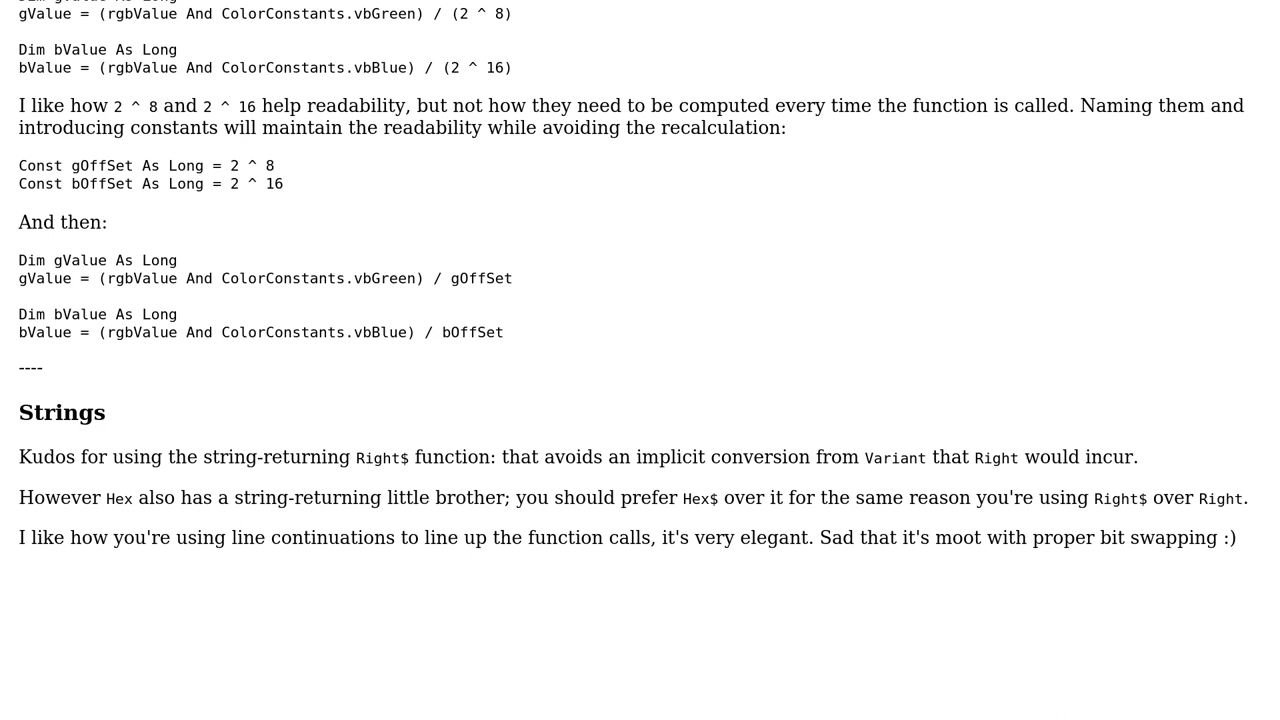 gValue = (rgbValue And ColorConstants.vbGreen) / (2 ^ 8)
Dim bValue As Long
bValue = (rgbValue And ColorConstants.vbBlue) / (2 ^ 16)
I like how 2 ^ 8 and 2 ^ 16 help readability, but not how they need to be computed every time the function is called. Naming them and
introducing constants will maintain the readability while avoiding the recalculation:
Const gOffSet As Long = 2 ^ 8
Const bOffSet As Long = 2 ^ 16
And then:
Dim gValue As Long
gValue = (rgbValue And ColorConstants.vbGreen) / gOffSet
Dim bValue As Long
bValue = (rgbValue And ColorConstants.vbBlue) / bOffSet
----
Strings
Kudos for using the string-returning Right$ function: that avoids an implicit conversion from Variant that Right would incur.
However Hex also has a string-returning little brother; you should prefer Hex$ over it for the same reason you're using Right$ over Right.
I like how you're using line continuations to line up the function calls, it's very elegant. Sad that it's moot with proper bit swapping :)